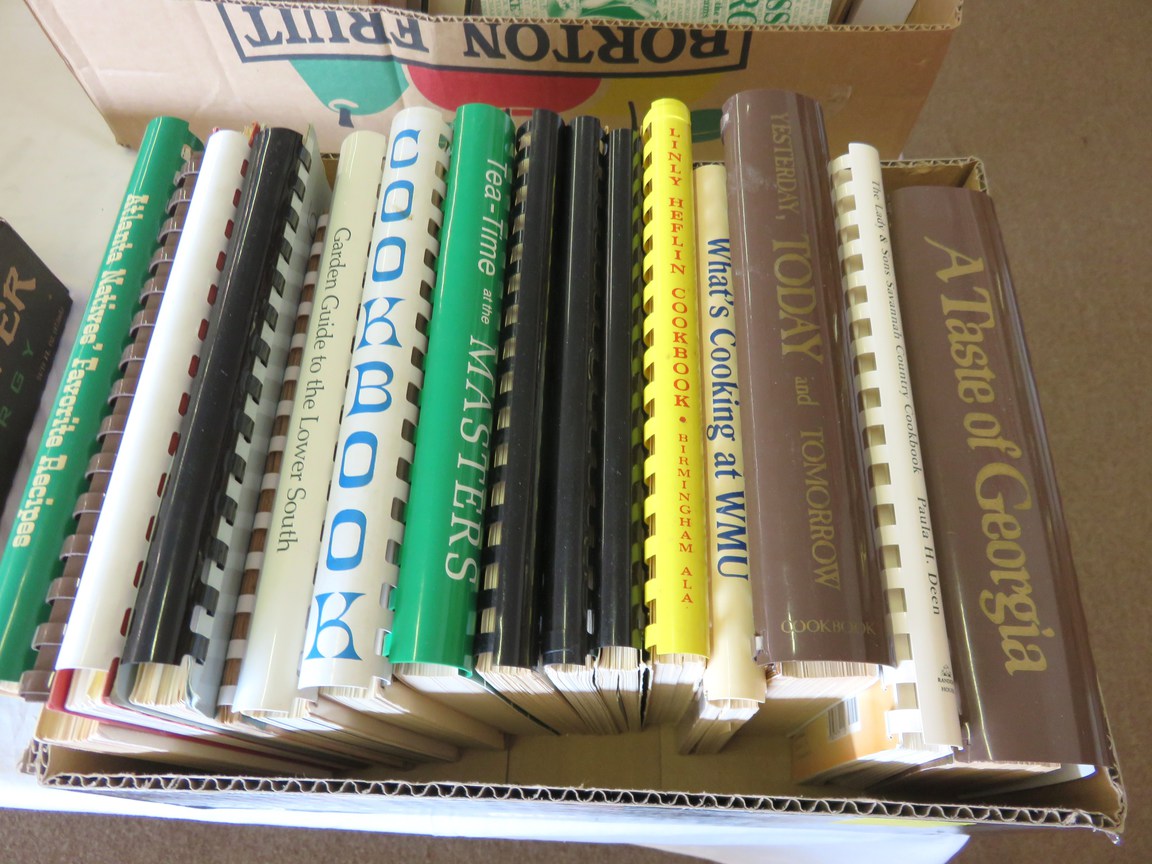 BORTON FRUIT
ER
RGY
Atlanta Natives' Favorite Recipes
Garden Guide to the Lower South
COOKBOOK
Tea-Time at the MASTERS
LINLY HEFLIN COOKBOOK • BIRMINGHAM ALA.
What's Cooking at WMU
YESTERDAY, TODAY and TOMORROW
COOKBOOK
The Lady & Sons Savannah Country Cookbook Paula H. Deen
A Taste of Georgia